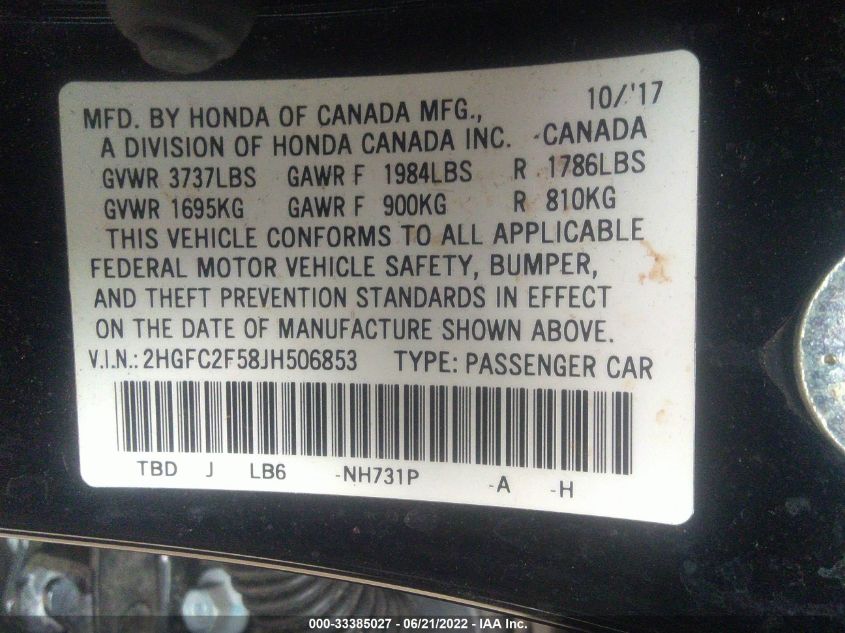 10/'17
MFD. BY HONDA OF CANADA MFG.,
A DIVISION OF HONDA CANADA INC. -CANADA
GVWR 3737LBS GAWR F 1984LBS R 1786LBS
GVWR 1695KG GAWR F 900KG R 810KG
THIS VEHICLE CONFORMS TO ALL APPLICABLE
FEDERAL MOTOR VEHICLE SAFETY, BUMPER,
AND THEFT PREVENTION STANDARDS IN EFFECT
ON THE DATE OF MANUFACTURE SHOWN ABOVE.
V.I.N.: 2HGFC2F58JH506853 TYPE: PASSENGER CAR
TBD J LB6 -NH731P -A -H
000-33385027 - 06/21/2022 - IAA Inc.